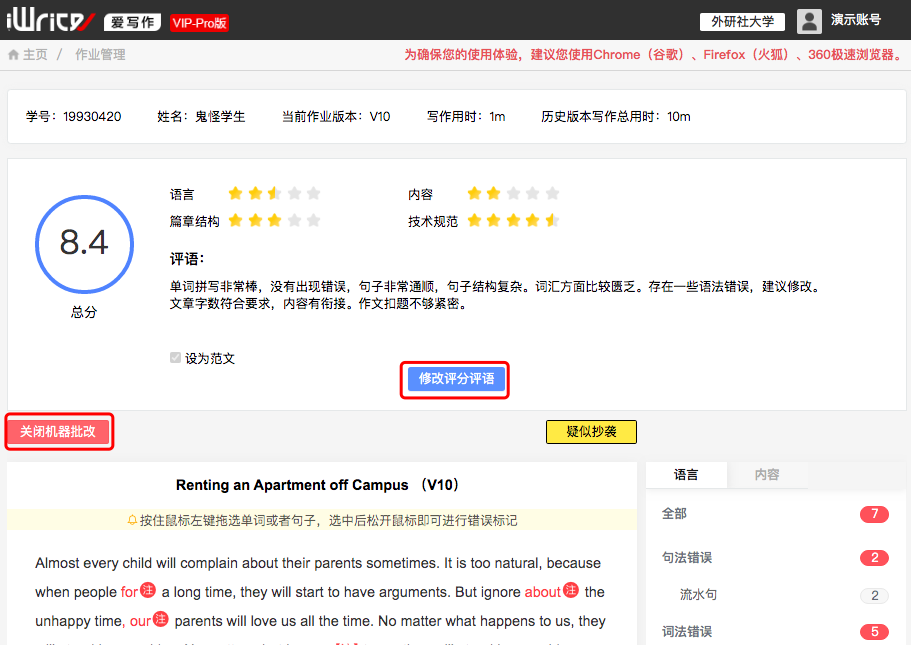 iWrite 爱写作 VIP-Pro版 外研社大学 演示账号
主页 / 作业管理 为确保您的使用体验，建议您使用Chrome（谷歌）、Firefox（火狐）、360极速浏览器。
学号：19930420 姓名：鬼怪学生 当前作业版本：V10 写作用时：1m 历史版本写作总用时：10m
语言 内容
篇章结构 技术规范
8.4
总分
评语：
单词拼写非常棒，没有出现错误，句子非常通顺，句子结构复杂。词汇方面比较匮乏。存在一些语法错误，建议修改。
文章字数符合要求，内容有衔接。作文扣题不够紧密。
设为范文
修改评分评语
关闭机器批改 疑似抄袭
Renting an Apartment off Campus （V10）
按住鼠标左键拖选单词或者句子，选中后松开鼠标即可进行错误标记
Almost every child will complain about their parents sometimes. It is too natural, because
when people for注 a long time, they will start to have arguments. But ignore about注 the
unhappy time, our注 parents will love us all the time. No matter what happens to us, they
语言 内容
全部 7
句法错误 2
流水句 2
词法错误 5